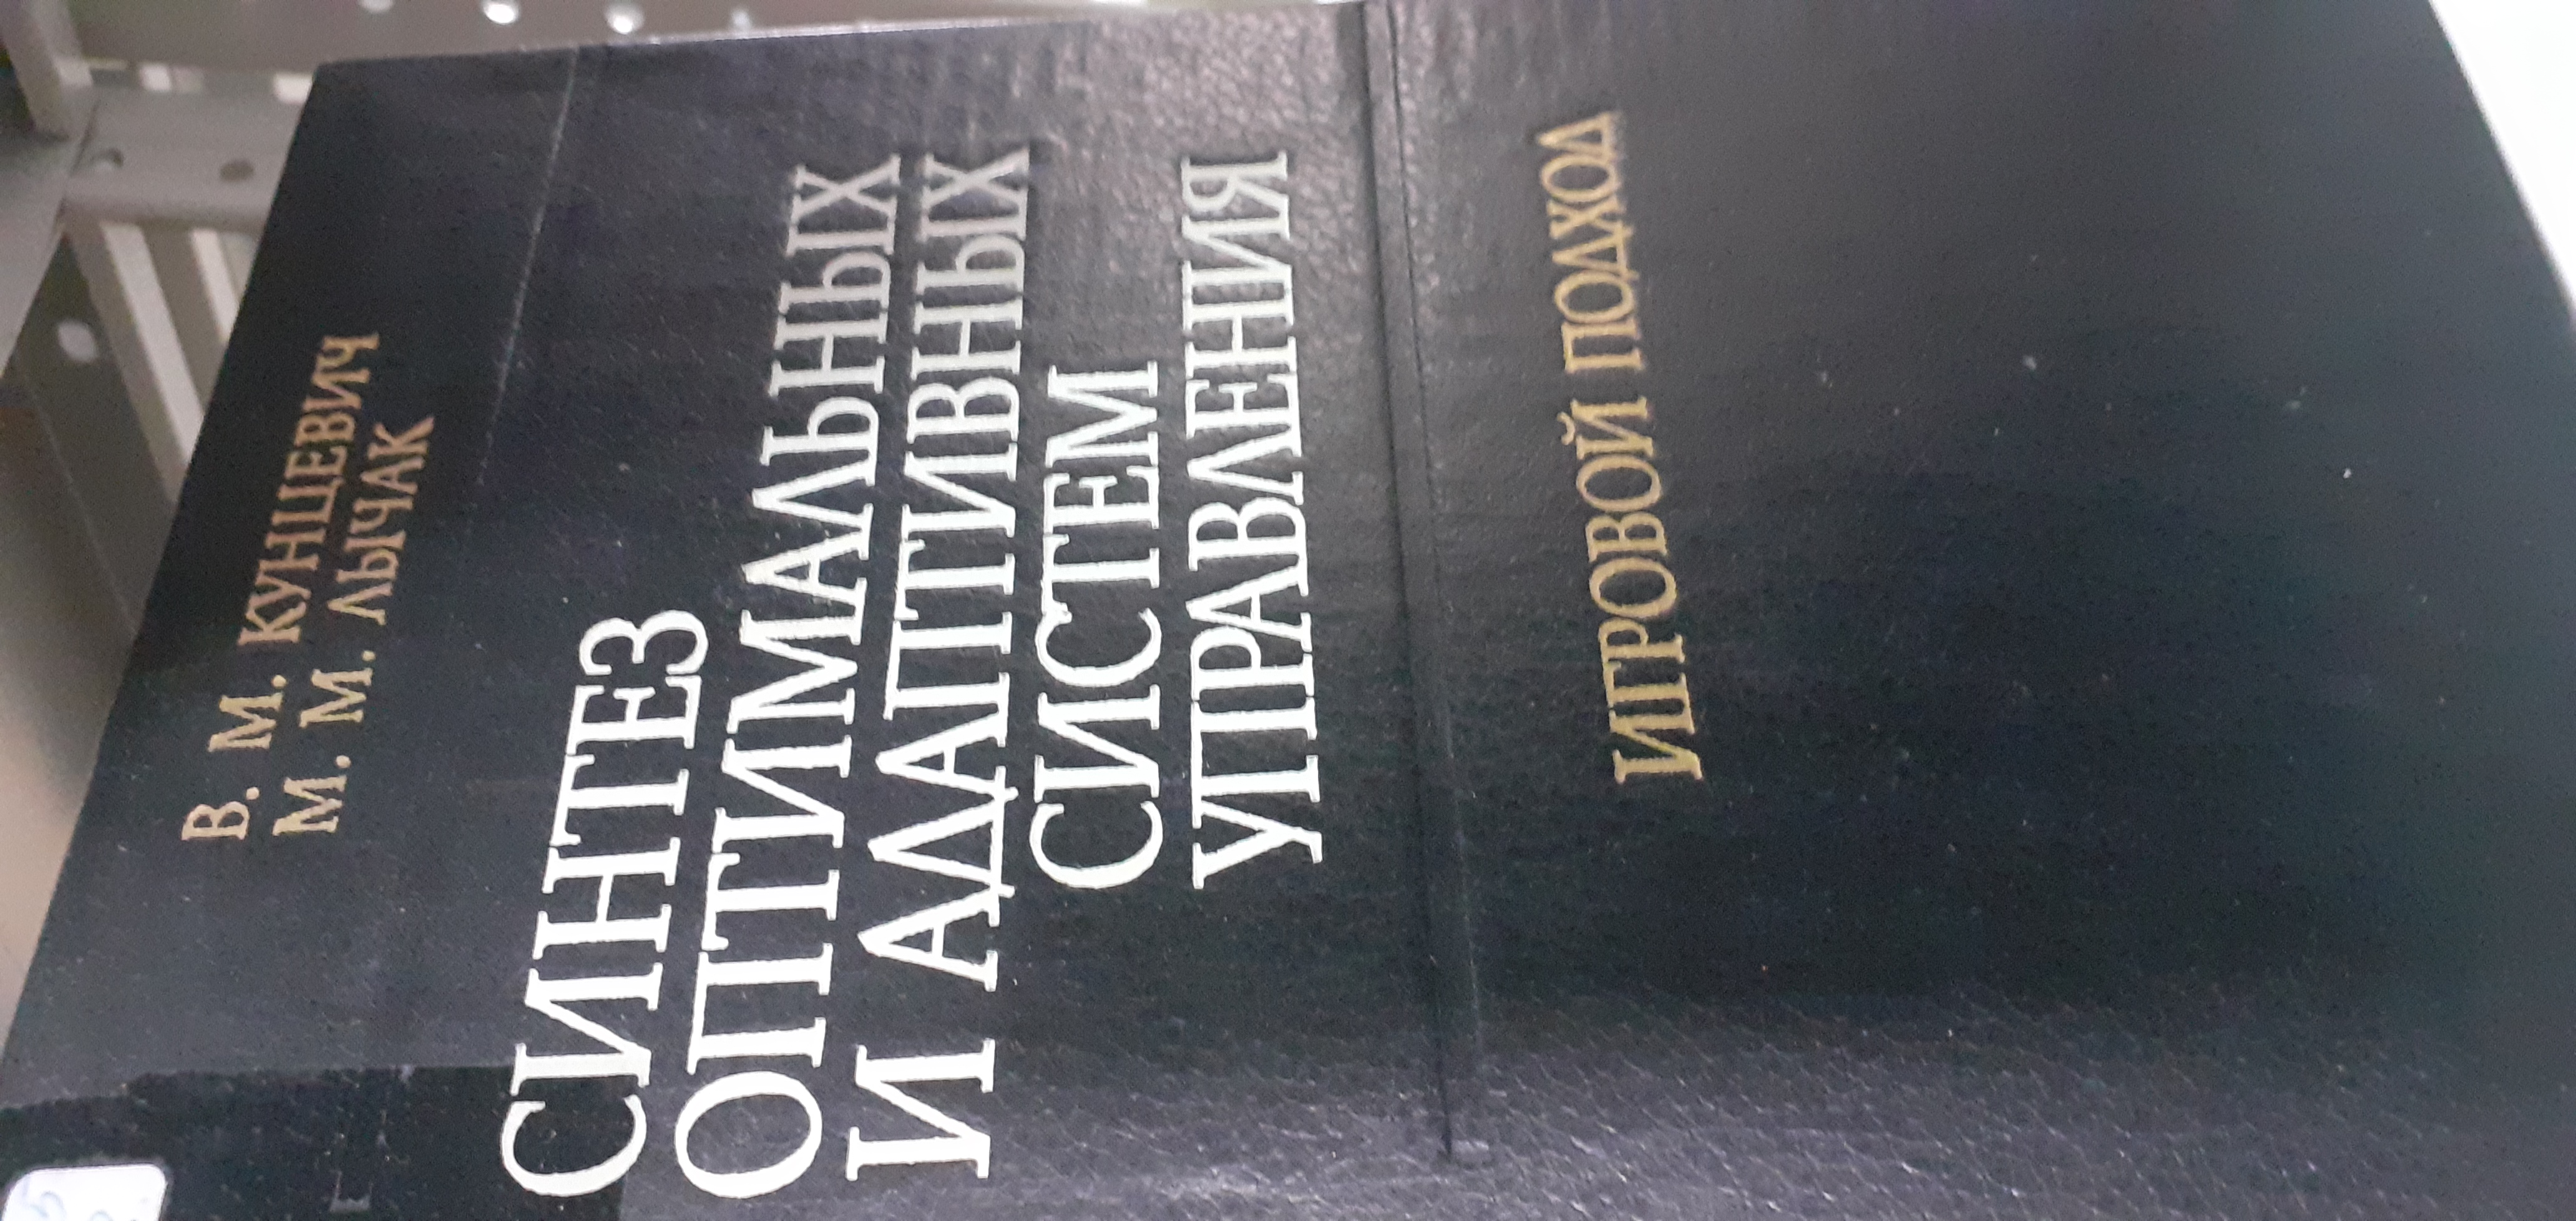 В. М. КУНЦЕВИЧ
М. М. ЛЫЧАК
СИНТЕЗ
ОПТИМАЛЬНЫХ
И АДАПТИВНЫХ
СИСТЕМ
УПРАВЛЕНИЯ
ИГРОВОЙ ПОДХОД